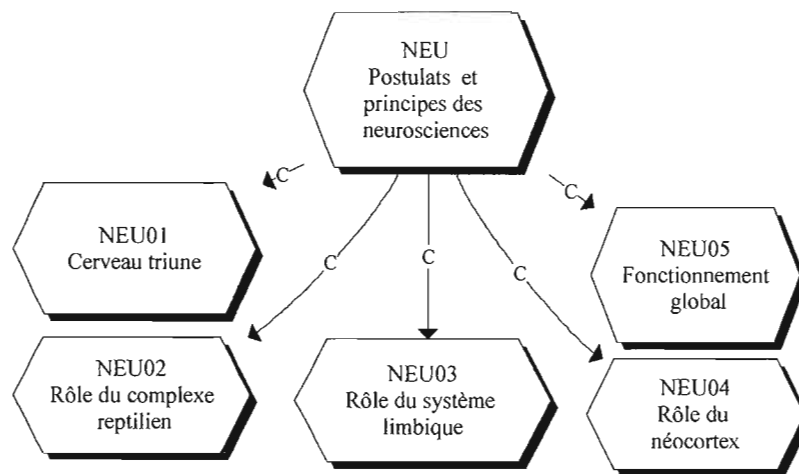 NEU
Postulats et
principes des
neurosciences
C
C
C
C
C
NEU01
Cerveau triune
NEU05
Fonctionnement
global
NEU02
Rôle du complexe
reptilien
NEU03
Rôle du système
limbique
NEU04
Rôle du
néocortex